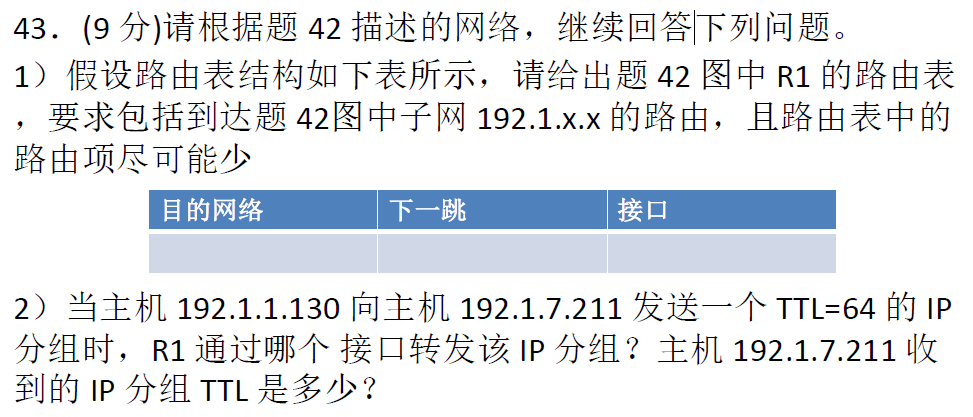 43．(9 分)请根据题 42 描述的网络，继续回答下列问题。
1）假设路由表结构如下表所示，请给出题 42 图中 R1 的路由表
，要求包括到达题 42图中子网 192.1.x.x 的路由，且路由表中的
路由项尽可能少
目的网络 下一跳 接口
2）当主机 192.1.1.130 向主机 192.1.7.211 发送一个 TTL=64 的 IP
分组时，R1 通过哪个 接口转发该 IP 分组？主机 192.1.7.211 收
到的 IP 分组 TTL 是多少？